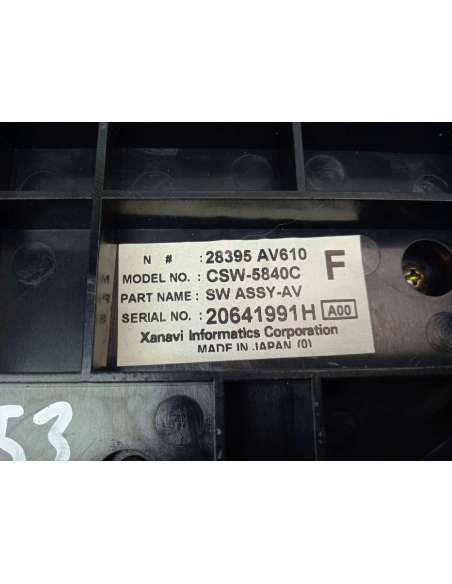 N # : 28395 AV610
F
MODEL NO. : CSW-5840C
PART NAME : SW ASSY-AV
SERIAL NO. : 20641991H A00
Xanavi Informatics Corporation
MADE IN JAPAN (0)
53